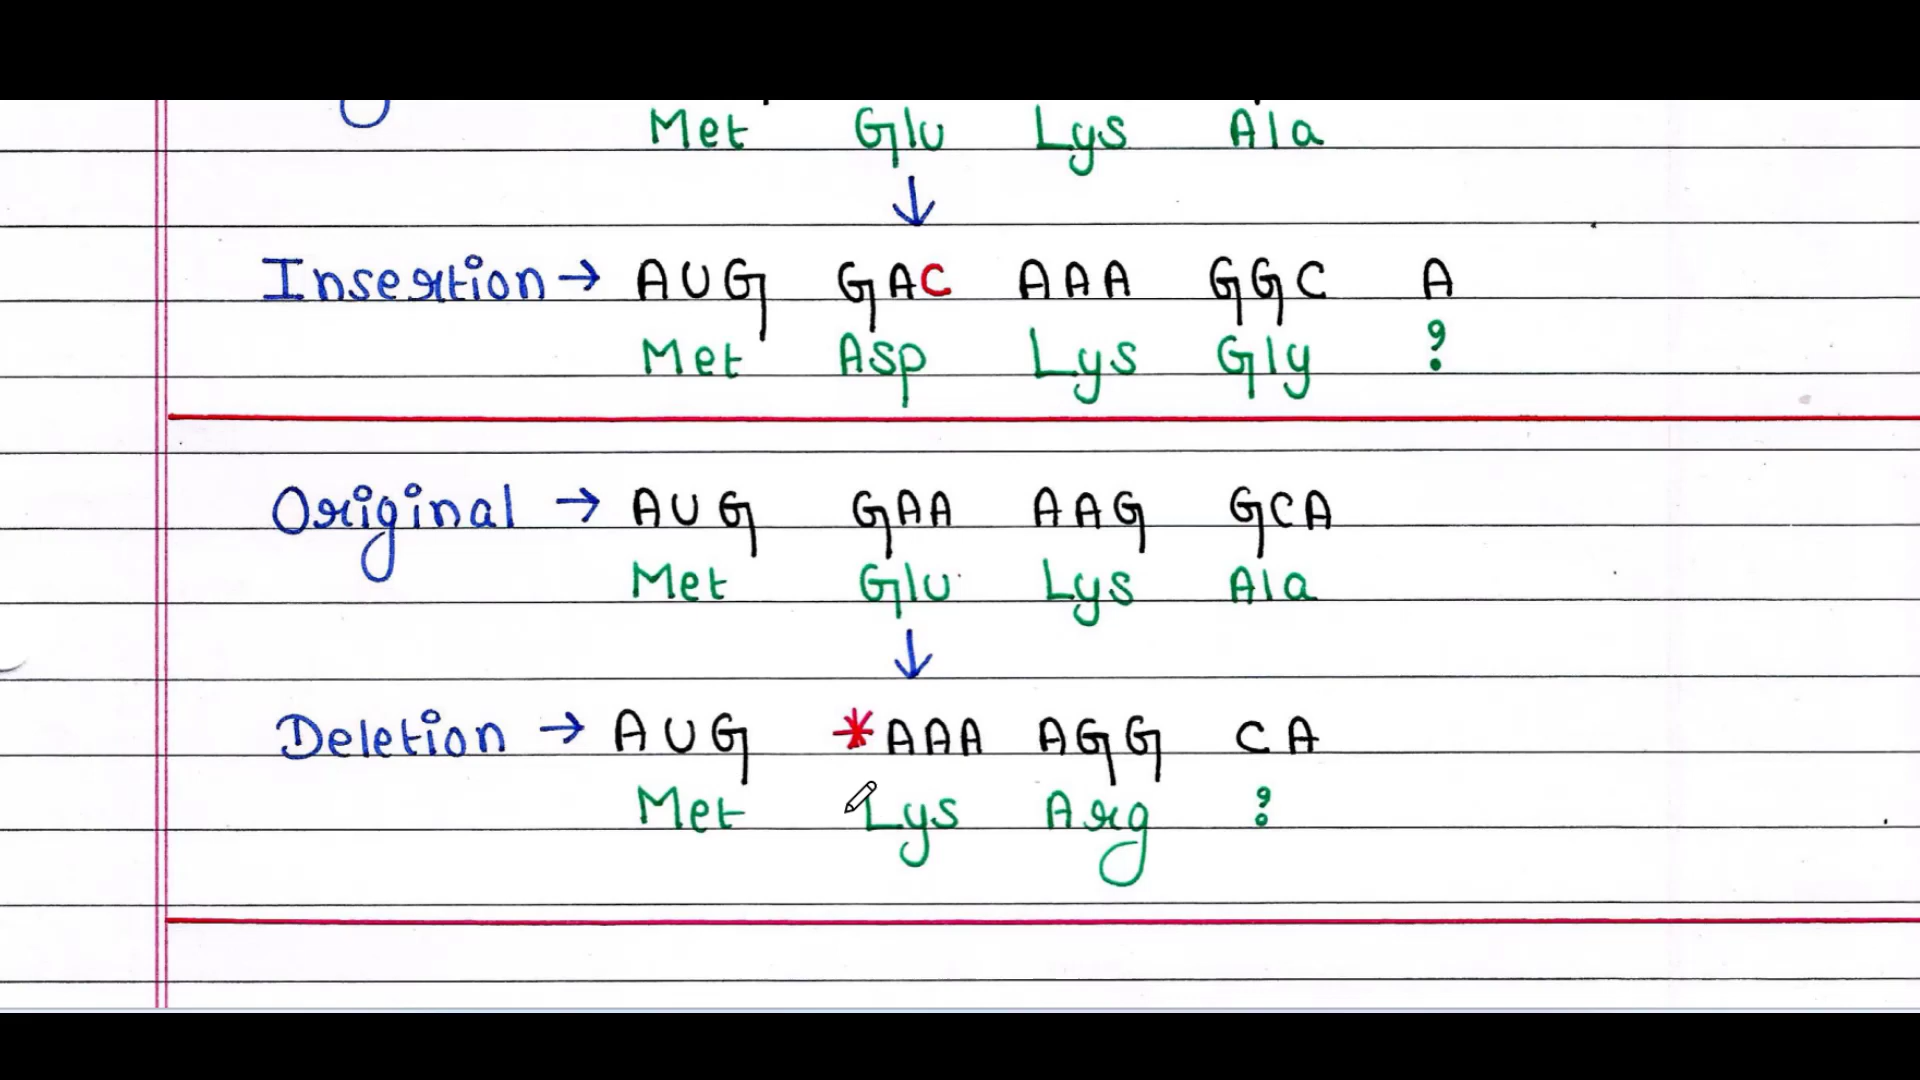 Met Glu Lys Ala
↓
Insertion → AUG GAC AAA GGC A
Met Asp Lys Gly ?
Original → AUG GAA AAG GCA
Met Glu Lys Ala
↓
Deletion → AUG *AAA AGG CA
Met Lys Arg ?